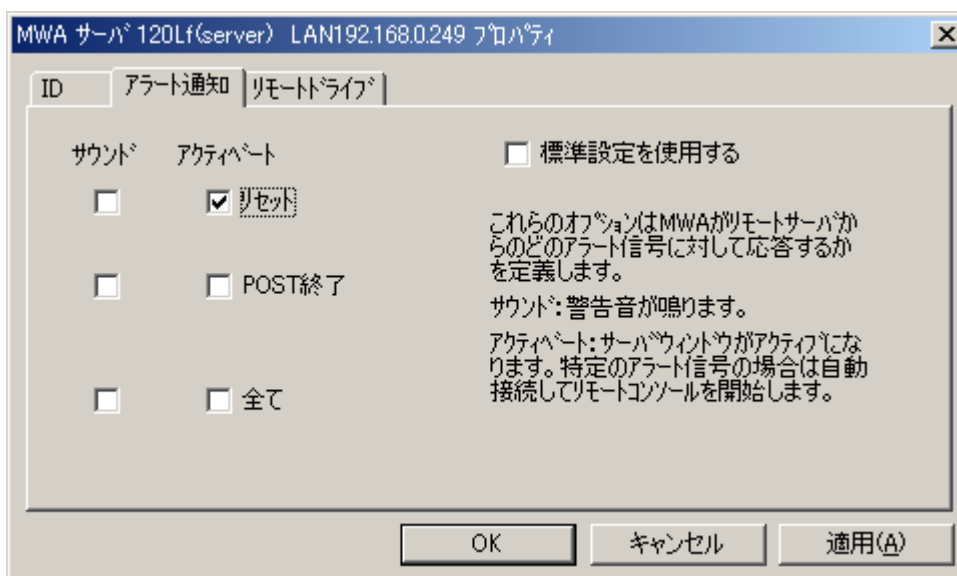 MWA サーバ 120Lf(server) LAN192.168.0.249 プロパティ
ID アラート通知 リモートドライブ
サウンド アクティベート
標準設定を使用する
リセット
これらのオプションはMWAがリモートサーバか
らのどのアラート信号に対して応答するか
を定義します。
POST終了
サウンド:警告音が鳴ります。
アクティベート:サーバウィンドウがアクティブにな
ります。特定のアラート信号の場合は自動
接続してリモートコンソールを開始します。
全て
OK キャンセル 適用(A)